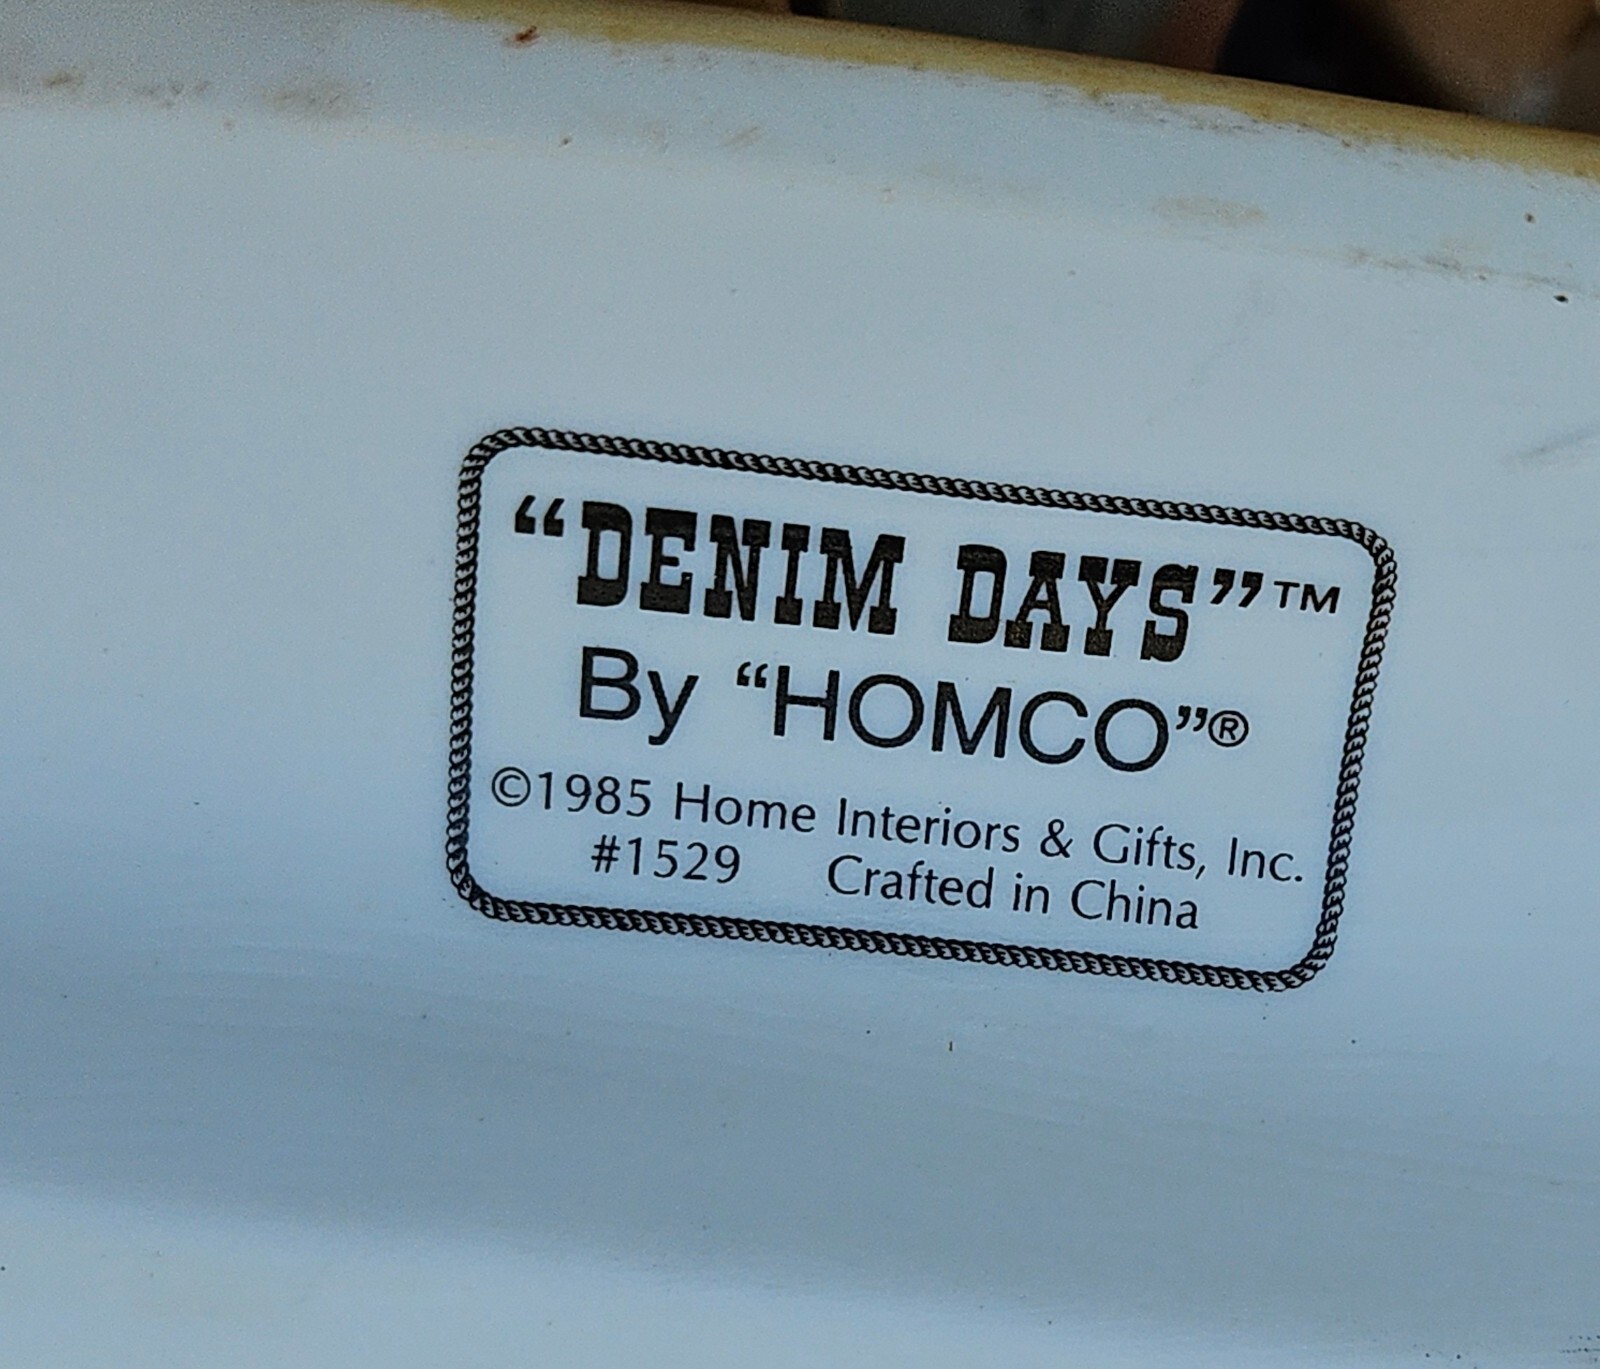 “DENIM DAYS”™
By “HOMCO”®
©1985 Home Interiors & Gifts, Inc.
#1529 Crafted in China